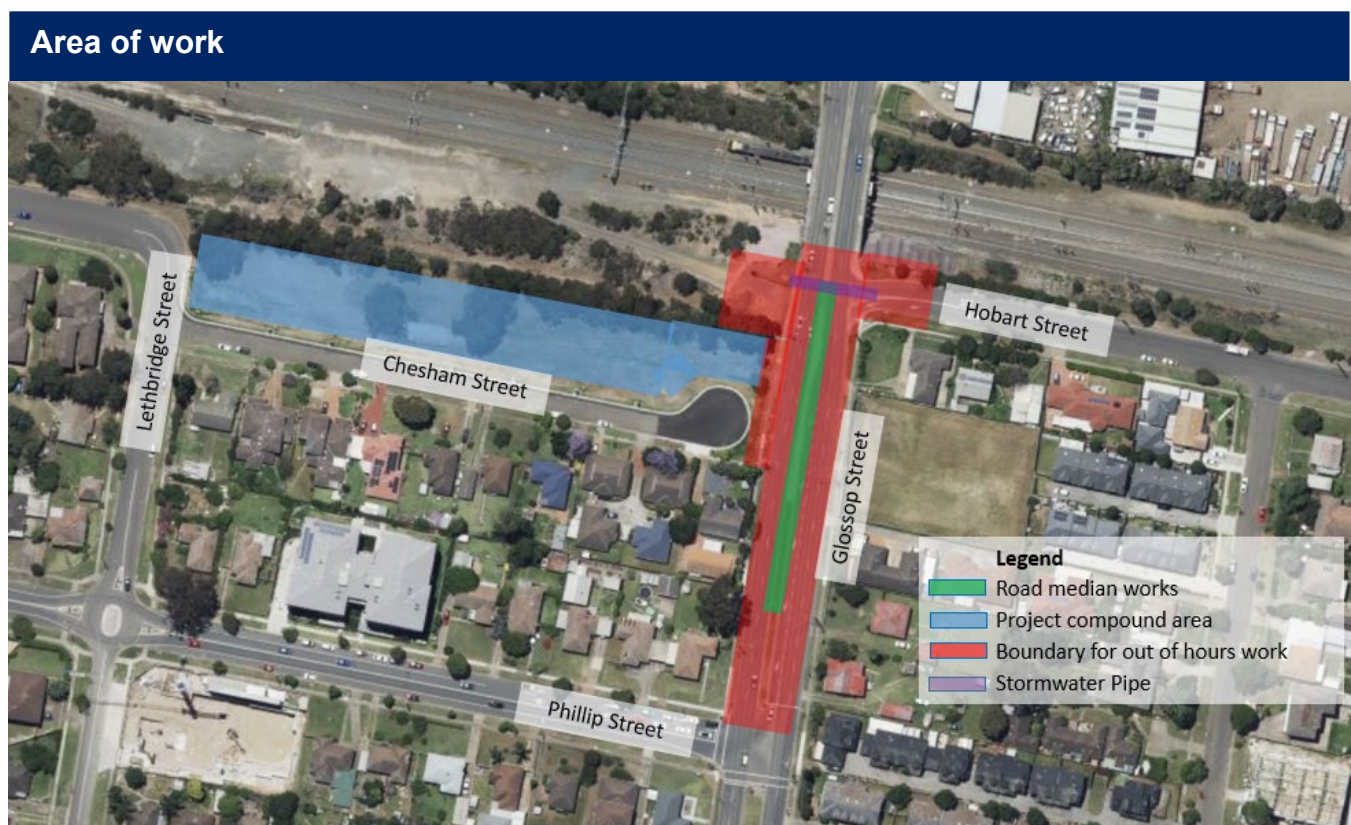 Area of work
Lethbridge Street
Chesham Street
Hobart Street
Glossop Street
Phillip Street
Legend
Road median works
Project compound area
Boundary for out of hours work
Stormwater Pipe